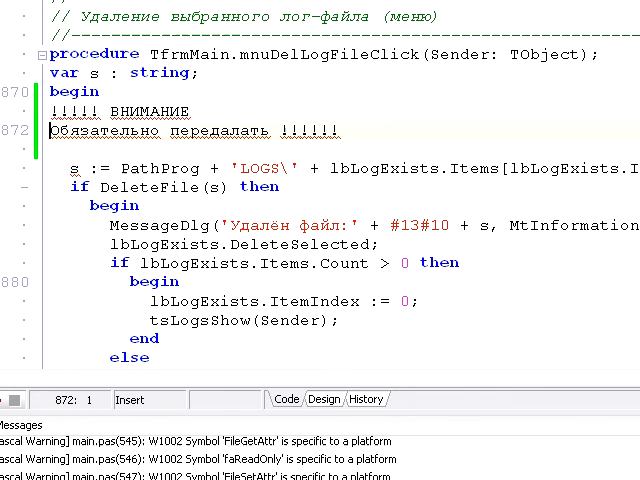 //
// Удаление выбранного лог-файла (меню)
//------------------------------------------------------------
procedure TfrmMain.mnuDelLogFileClick(Sender: TObject);
var s : string;
870 begin
!!!!! ВНИМАНИЕ
872 Обязательно передалать !!!!!!
s := PathProg + 'LOGS\' + lbLogExists.Items[lbLogExists.I
if DeleteFile(s) then
begin
MessageDlg('Удалён файл:' + #13#10 + s, MtInformation
lbLogExists.DeleteSelected;
if lbLogExists.Items.Count > 0 then
880 begin
lbLogExists.ItemIndex := 0;
tsLogsShow(Sender);
end
else
872: 1 Insert Code Design History
Messages
ascal Warning] main.pas(545): W1002 Symbol 'FileGetAttr' is specific to a platform
ascal Warning] main.pas(546): W1002 Symbol 'faReadOnly' is specific to a platform
ascal Warning] main.pas(547): W1002 Symbol 'FileSetAttr' is specific to a platform